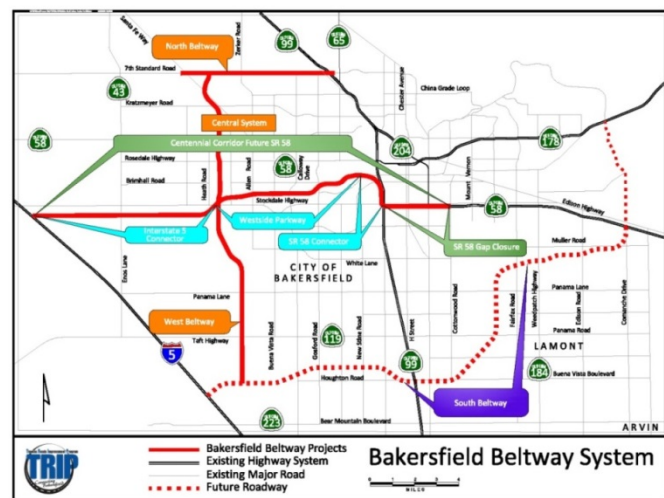 Santa Fe Way
Zerker Road
North Beltway
99
65
7th Standard Road
43
Kratzmeyer Road
Chester Avenue
China Grade Loop
Central System
58
Centennial Corridor Future SR 58
204
178
Rosedale Highway
58
Calloway
Drive
Brimhall Road
Heath Road
Allen Road
Mount Vernon
Stockdale Highway
58
Edison Highway
Interstate 5
Connector
Westside Parkway
SR 58 Connector
SR 58 Gap Closure
Muller Road
Enos Lane
CITY OF
BAKERSFIELD
White Lane
Panama Lane
West Beltway
Taft Highway
Buena Vista Road
Gosford Road
New Stine Road
H Street
Cottonwood Road
Fairfax Road
Weedpatch Highway
Panama Lane
Edison Road
Panama Road
Comanche Drive
LAMONT
5
119
99
184
Buena Vista Boulevard
Houghton Road
South Beltway
223
Bear Mountain Boulevard
ARVIN
TRIP
Bakersfield Beltway Projects
Existing Highway System
Existing Major Road
Future Roadway
Bakersfield Beltway System
MILES